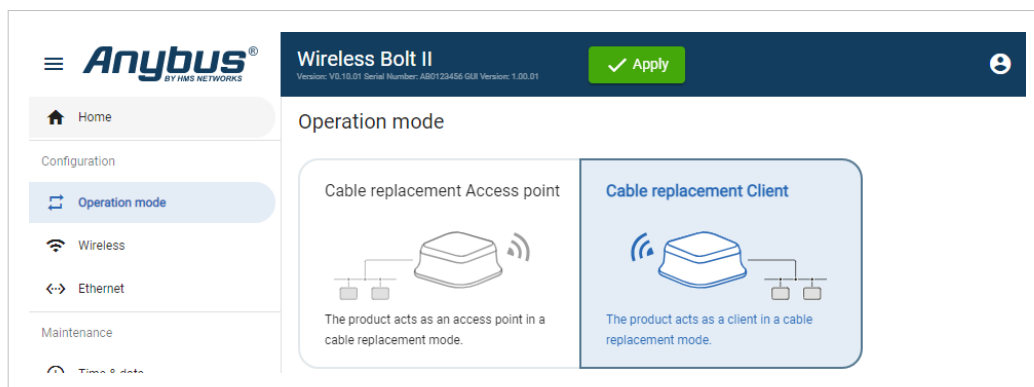 Anybus®
BY HMS NETWORKS
Wireless Bolt II
Version: V0.10.01 Serial Number: AB0123456 GUI Version: 1.00.01
Apply
Home
Configuration
Operation mode
Wireless
Ethernet
Maintenance
Time & date
Operation mode
Cable replacement Access point
The product acts as an access point in a
cable replacement mode.
Cable replacement Client
The product acts as a client in a cable
replacement mode.